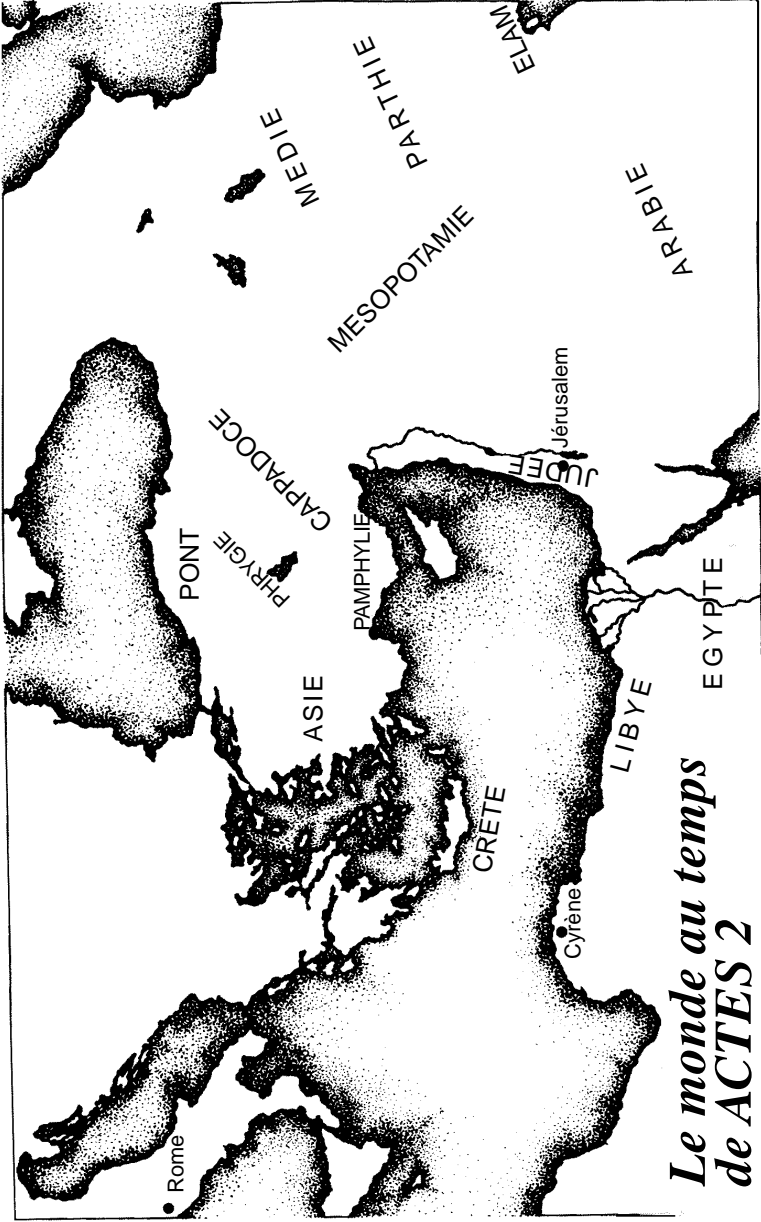 Le monde au temps
de ACTES 2
Rome
PONT
PHRYGIE
CAPPADOCE
ASIE
PAMPHYLIE
CRETE
Cyrène
LIBYE
EGYPTE
JUDEE
Jérusalem
MESOPOTAMIE
MEDIE
PARTHIE
ELAM
ARABIE